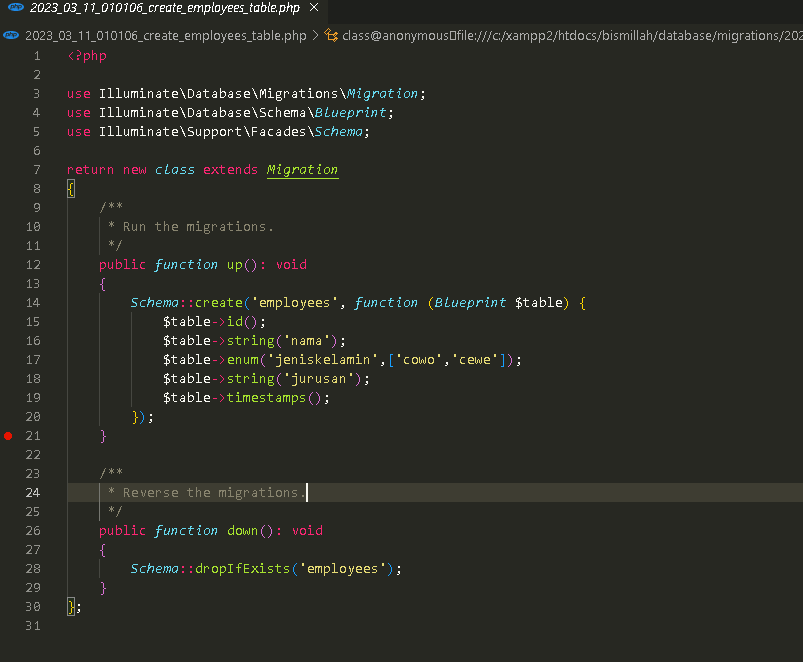 php 2023_03_11_010106_create_employees_table.php ×
php 2023_03_11_010106_create_employees_table.php > class@anonymous□file:///c:/xampp2/htdocs/bismillah/database/migrations/202
1 <?php
2
3 use Illuminate\Database\Migrations\Migration;
4 use Illuminate\Database\Schema\Blueprint;
5 use Illuminate\Support\Facades\Schema;
6
7 return new class extends Migration
8 {
9     /**
10      * Run the migrations.
11      */
12     public function up(): void
13     {
14         Schema::create('employees', function (Blueprint $table) {
15             $table->id();
16             $table->string('nama');
17             $table->enum('jeniskelamin',['cowo','cewe']);
18             $table->string('jurusan');
19             $table->timestamps();
20         });
21     }
22
23     /**
24      * Reverse the migrations.
25      */
26     public function down(): void
27     {
28         Schema::dropIfExists('employees');
29     }
30 };
31